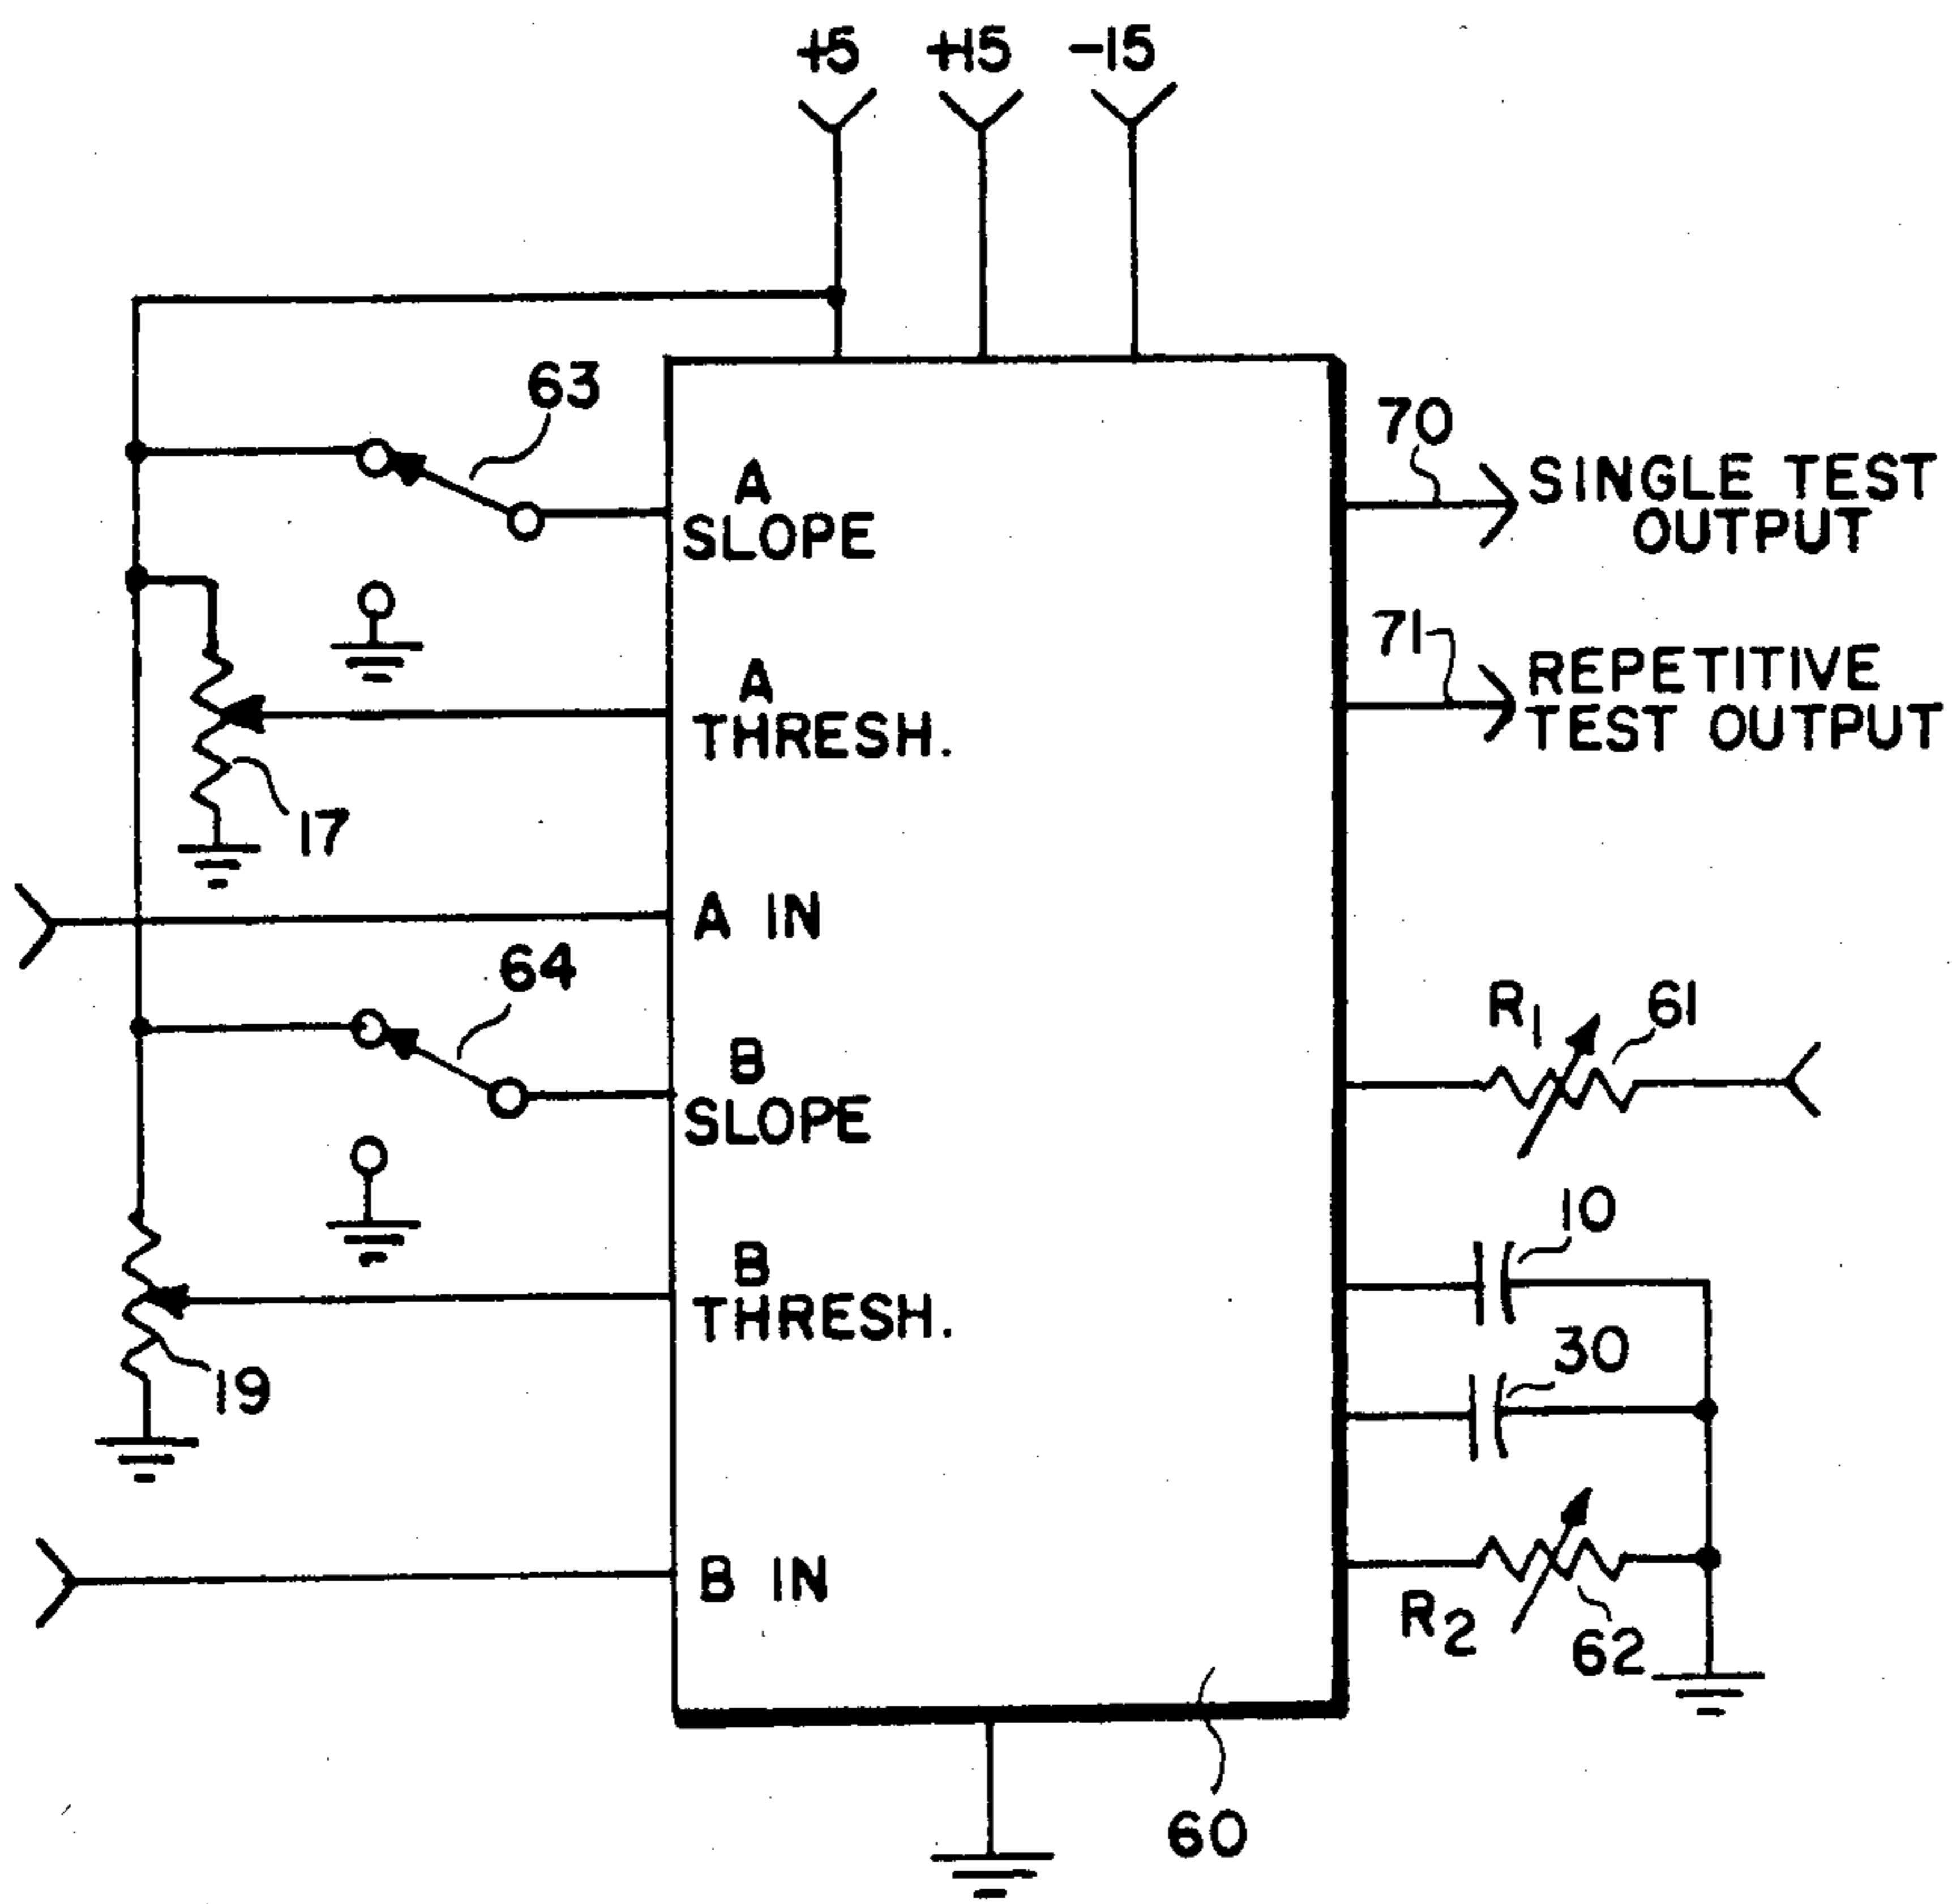 +5 +15 -15
63
70
A
SLOPE
SINGLE TEST
OUTPUT
71
A
THRESH.
REPETITIVE
TEST OUTPUT
17
A IN
64
R1 61
B
SLOPE
10
B
THRESH.
30
19
B IN
R2 62
60